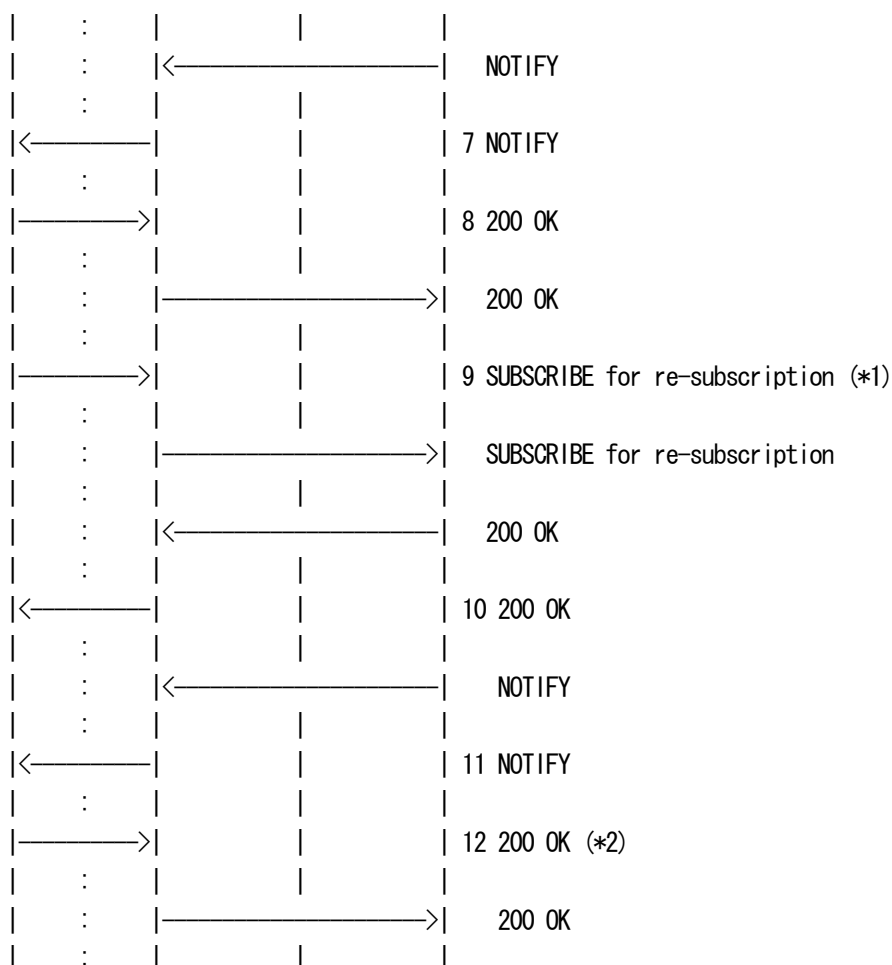 NOTIFY
7 NOTIFY
8 200 OK
200 OK
9 SUBSCRIBE for re-subscription (*1)
SUBSCRIBE for re-subscription
200 OK
10 200 OK
NOTIFY
11 NOTIFY
12 200 OK (*2)
200 OK